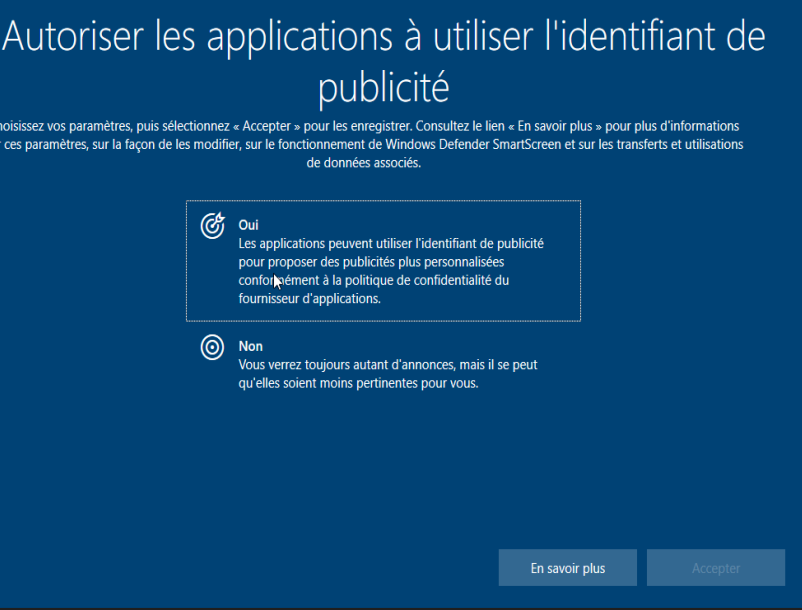 Autoriser les applications à utiliser l'identifiant de
publicité
hoisissez vos paramètres, puis sélectionnez « Accepter » pour les enregistrer. Consultez le lien « En savoir plus » pour plus d'informations
r ces paramètres, sur la façon de les modifier, sur le fonctionnement de Windows Defender SmartScreen et sur les transferts et utilisations
de données associés.
Oui
Les applications peuvent utiliser l'identifiant de publicité
pour proposer des publicités plus personnalisées
conformément à la politique de confidentialité du
fournisseur d'applications.
Non
Vous verrez toujours autant d'annonces, mais il se peut
qu'elles soient moins pertinentes pour vous.
En savoir plus
Accepter